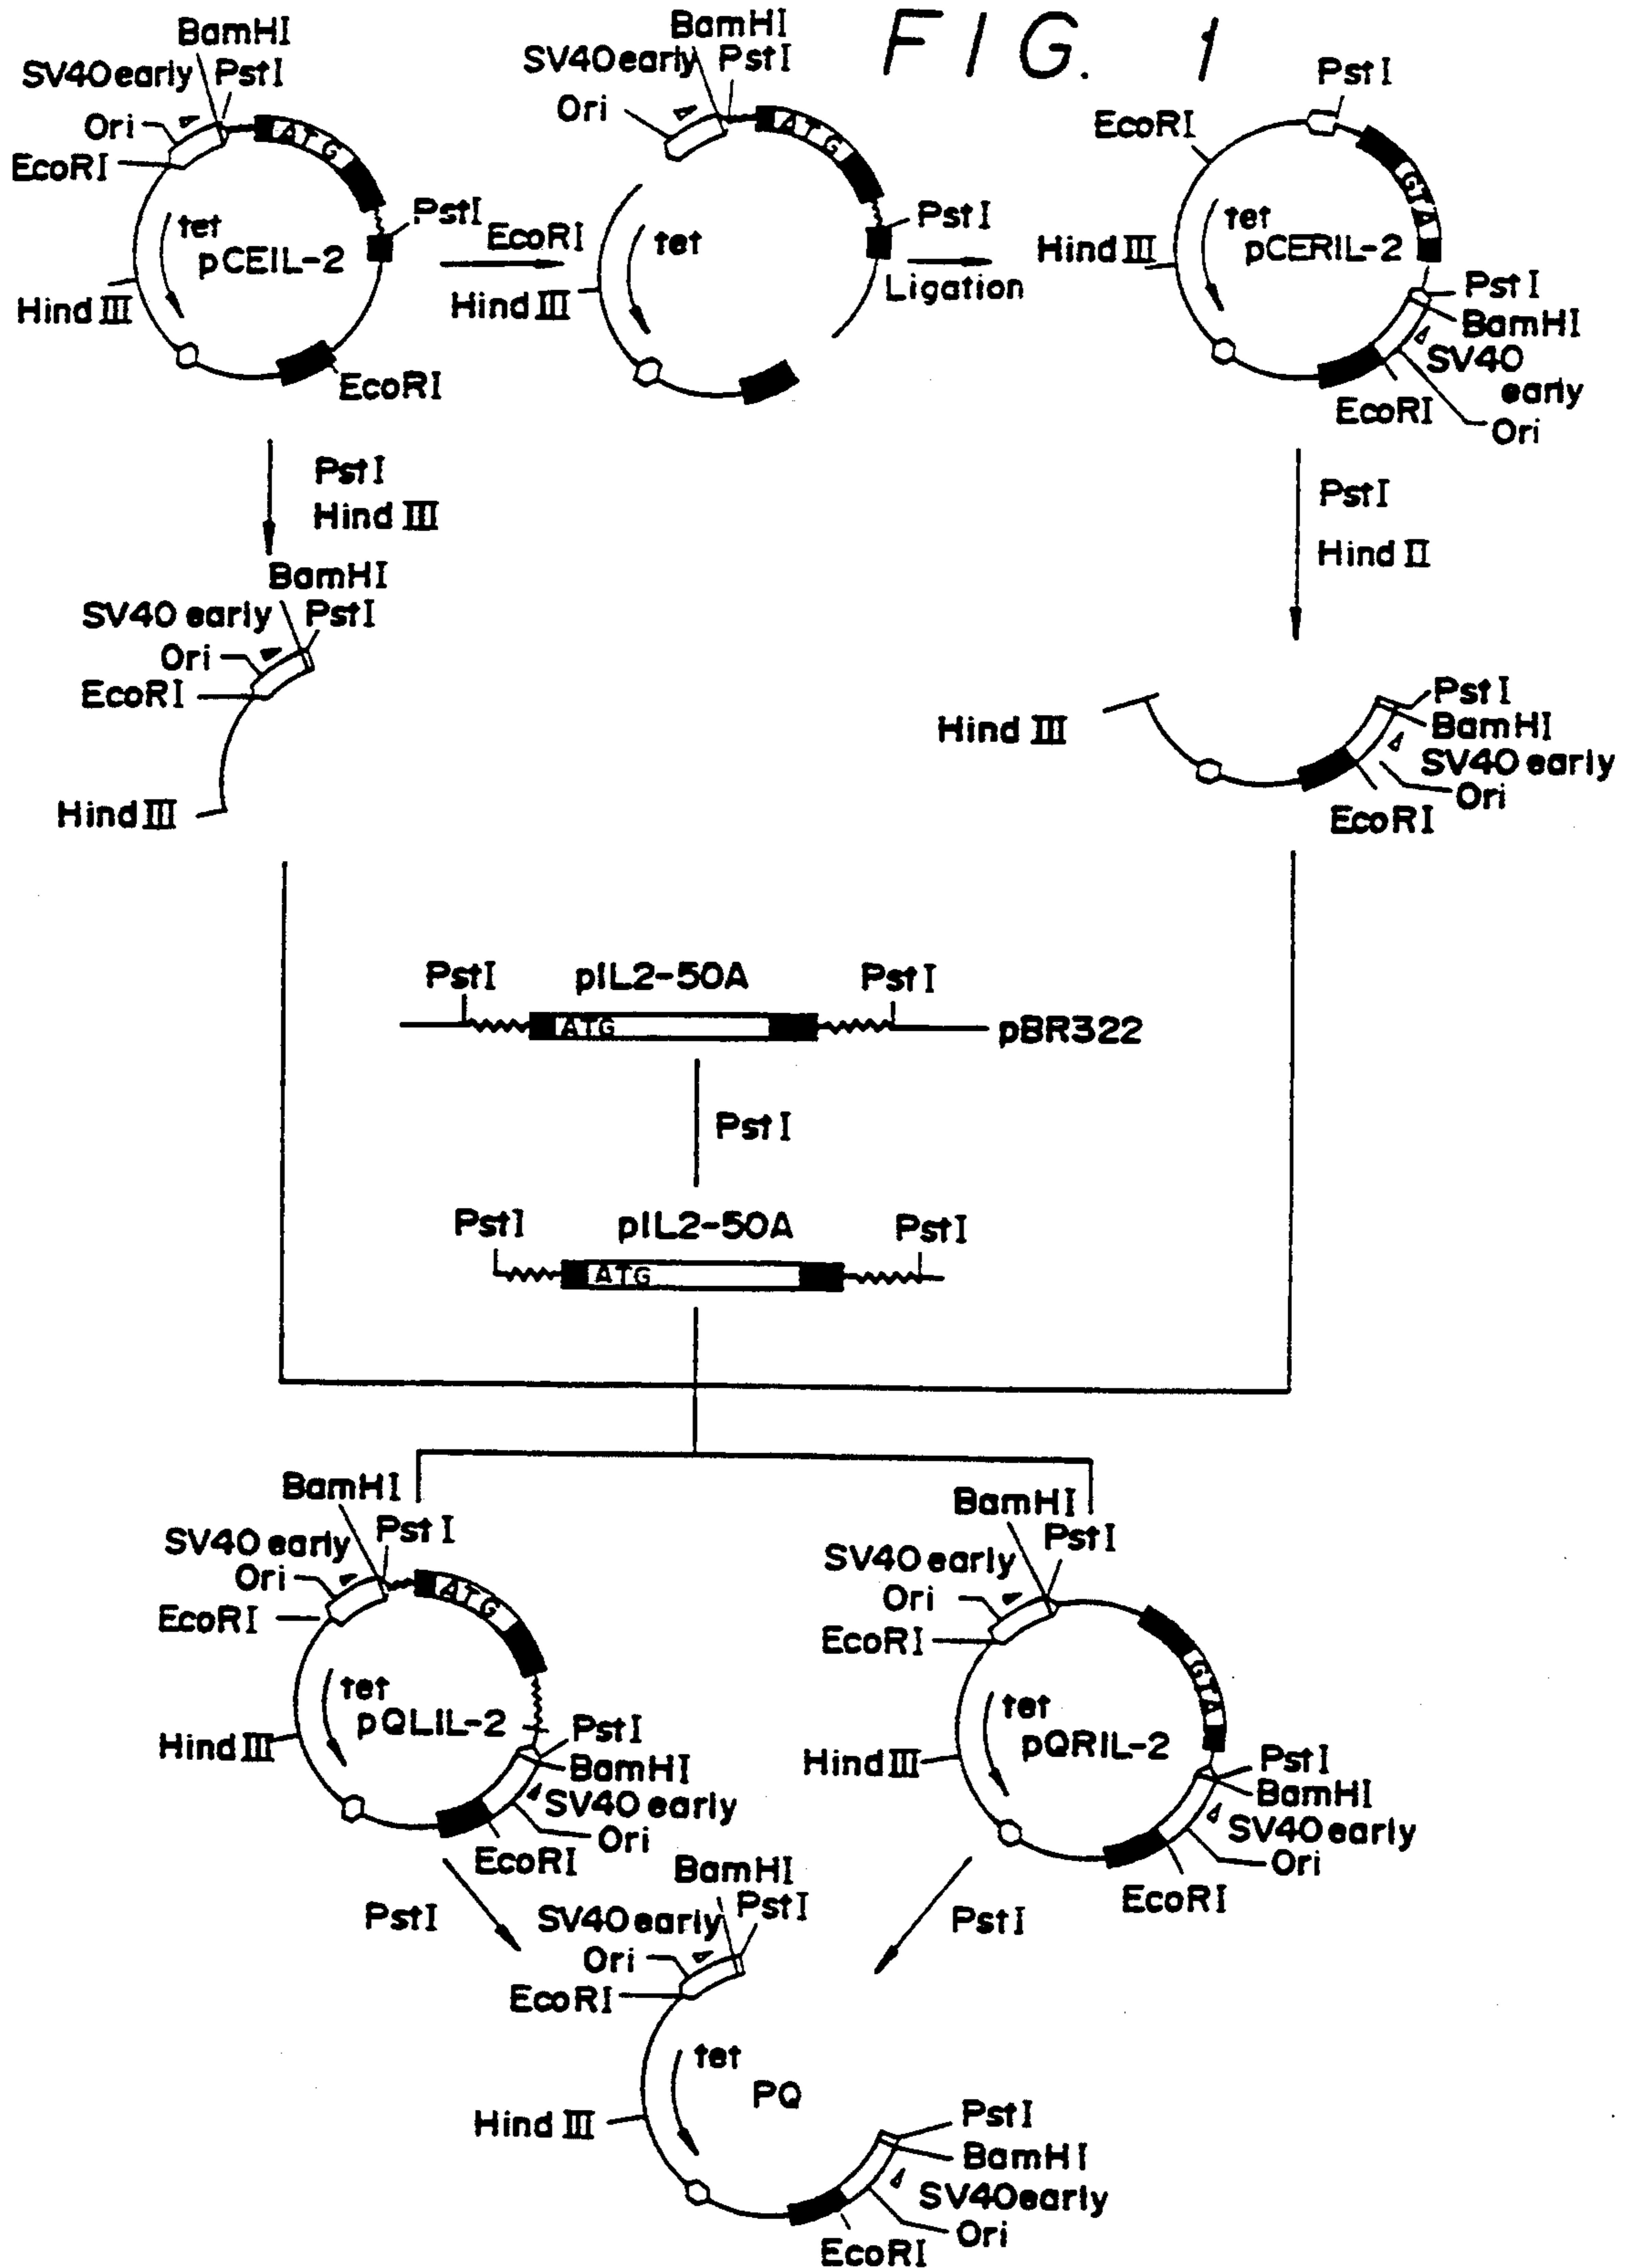 FIG. 1
BamHI
SV40 early PstI
Ori
EcoRI
tet
pCEIL-2
PstI
Hind III
EcoRI
EcoRI
BamHI
SV40 early PstI
Ori
tet
PstI
Hind III
Ligation
PstI
EcoRI
tet
pCERIL-2
GTA
Hind III
PstI
BamHI
SV40
early
EcoRI
Ori
ATG
ATG
PstI
Hind III
PstI
Hind II
BamHI
SV40 early PstI
Ori
EcoRI
Hind III
Hind III
PstI
BamHI
SV40 early
Ori
EcoRI
PstI pIL2-50A PstI
ATG
pBR322
PstI
PstI pIL2-50A PstI
ATG
BamHI
SV40 early PstI
Ori
ATG
EcoRI
tet
pQLIL-2
Hind III
PstI
BamHI
SV40 early
Ori
EcoRI
BamHI
PstI
SV40 early
Ori
EcoRI
GTA
tet
pQRIL-2
Hind III
PstI
BamHI
SV40 early
Ori
EcoRI
PstI
PstI
BamHI
SV40 early PstI
Ori
EcoRI
tet
PQ
Hind III
PstI
BamHI
SV40 early
Ori
EcoRI